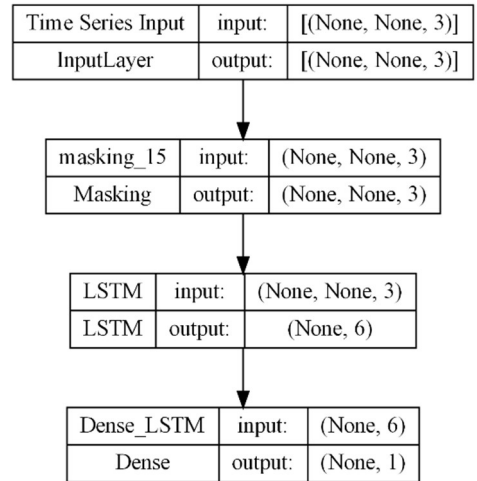 Time Series Input input: [(None, None, 3)]
InputLayer output: [(None, None, 3)]
masking_15 input: (None, None, 3)
Masking output: (None, None, 3)
LSTM input: (None, None, 3)
LSTM output: (None, 6)
Dense_LSTM input: (None, 6)
Dense output: (None, 1)